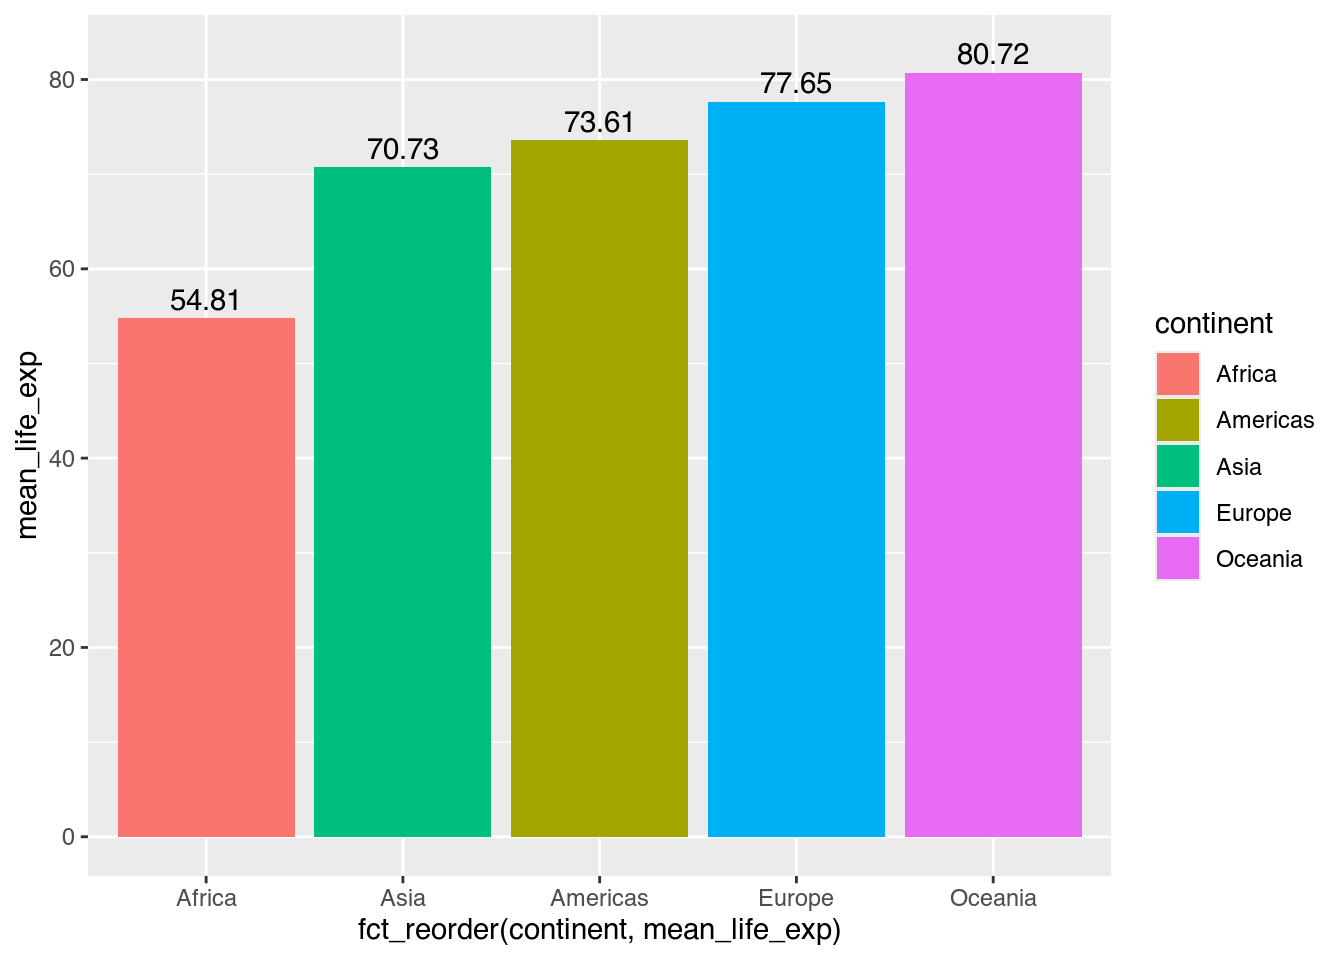 80.72
77.65
73.61
70.73
54.81
80
60
40
20
0
mean_life_exp
Africa
Asia
Americas
Europe
Oceania
fct_reorder(continent, mean_life_exp)
continent
Africa
Americas
Asia
Europe
Oceania